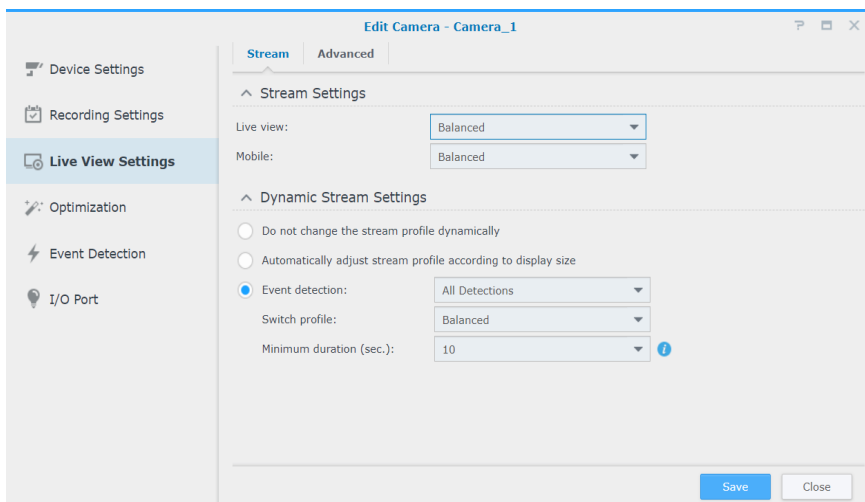 Edit Camera - Camera_1
Device Settings
Recording Settings
Live View Settings
Optimization
Event Detection
I/O Port
Stream Advanced
Stream Settings
Live view: Balanced
Mobile: Balanced
Dynamic Stream Settings
Do not change the stream profile dynamically
Automatically adjust stream profile according to display size
Event detection: All Detections
Switch profile: Balanced
Minimum duration (sec.): 10
Save Close